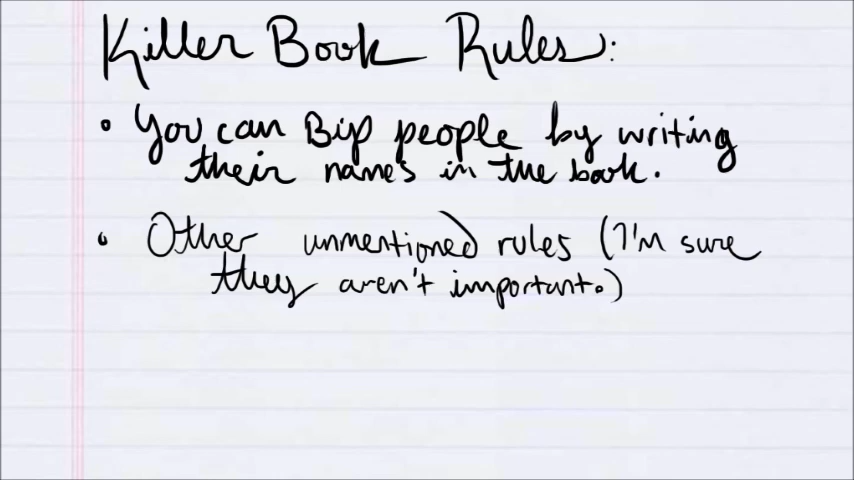 Killer Book Rules:
• You can Bip people by writing
their names in the book.
• Other unmentioned rules (I'm sure
they aren't important.)